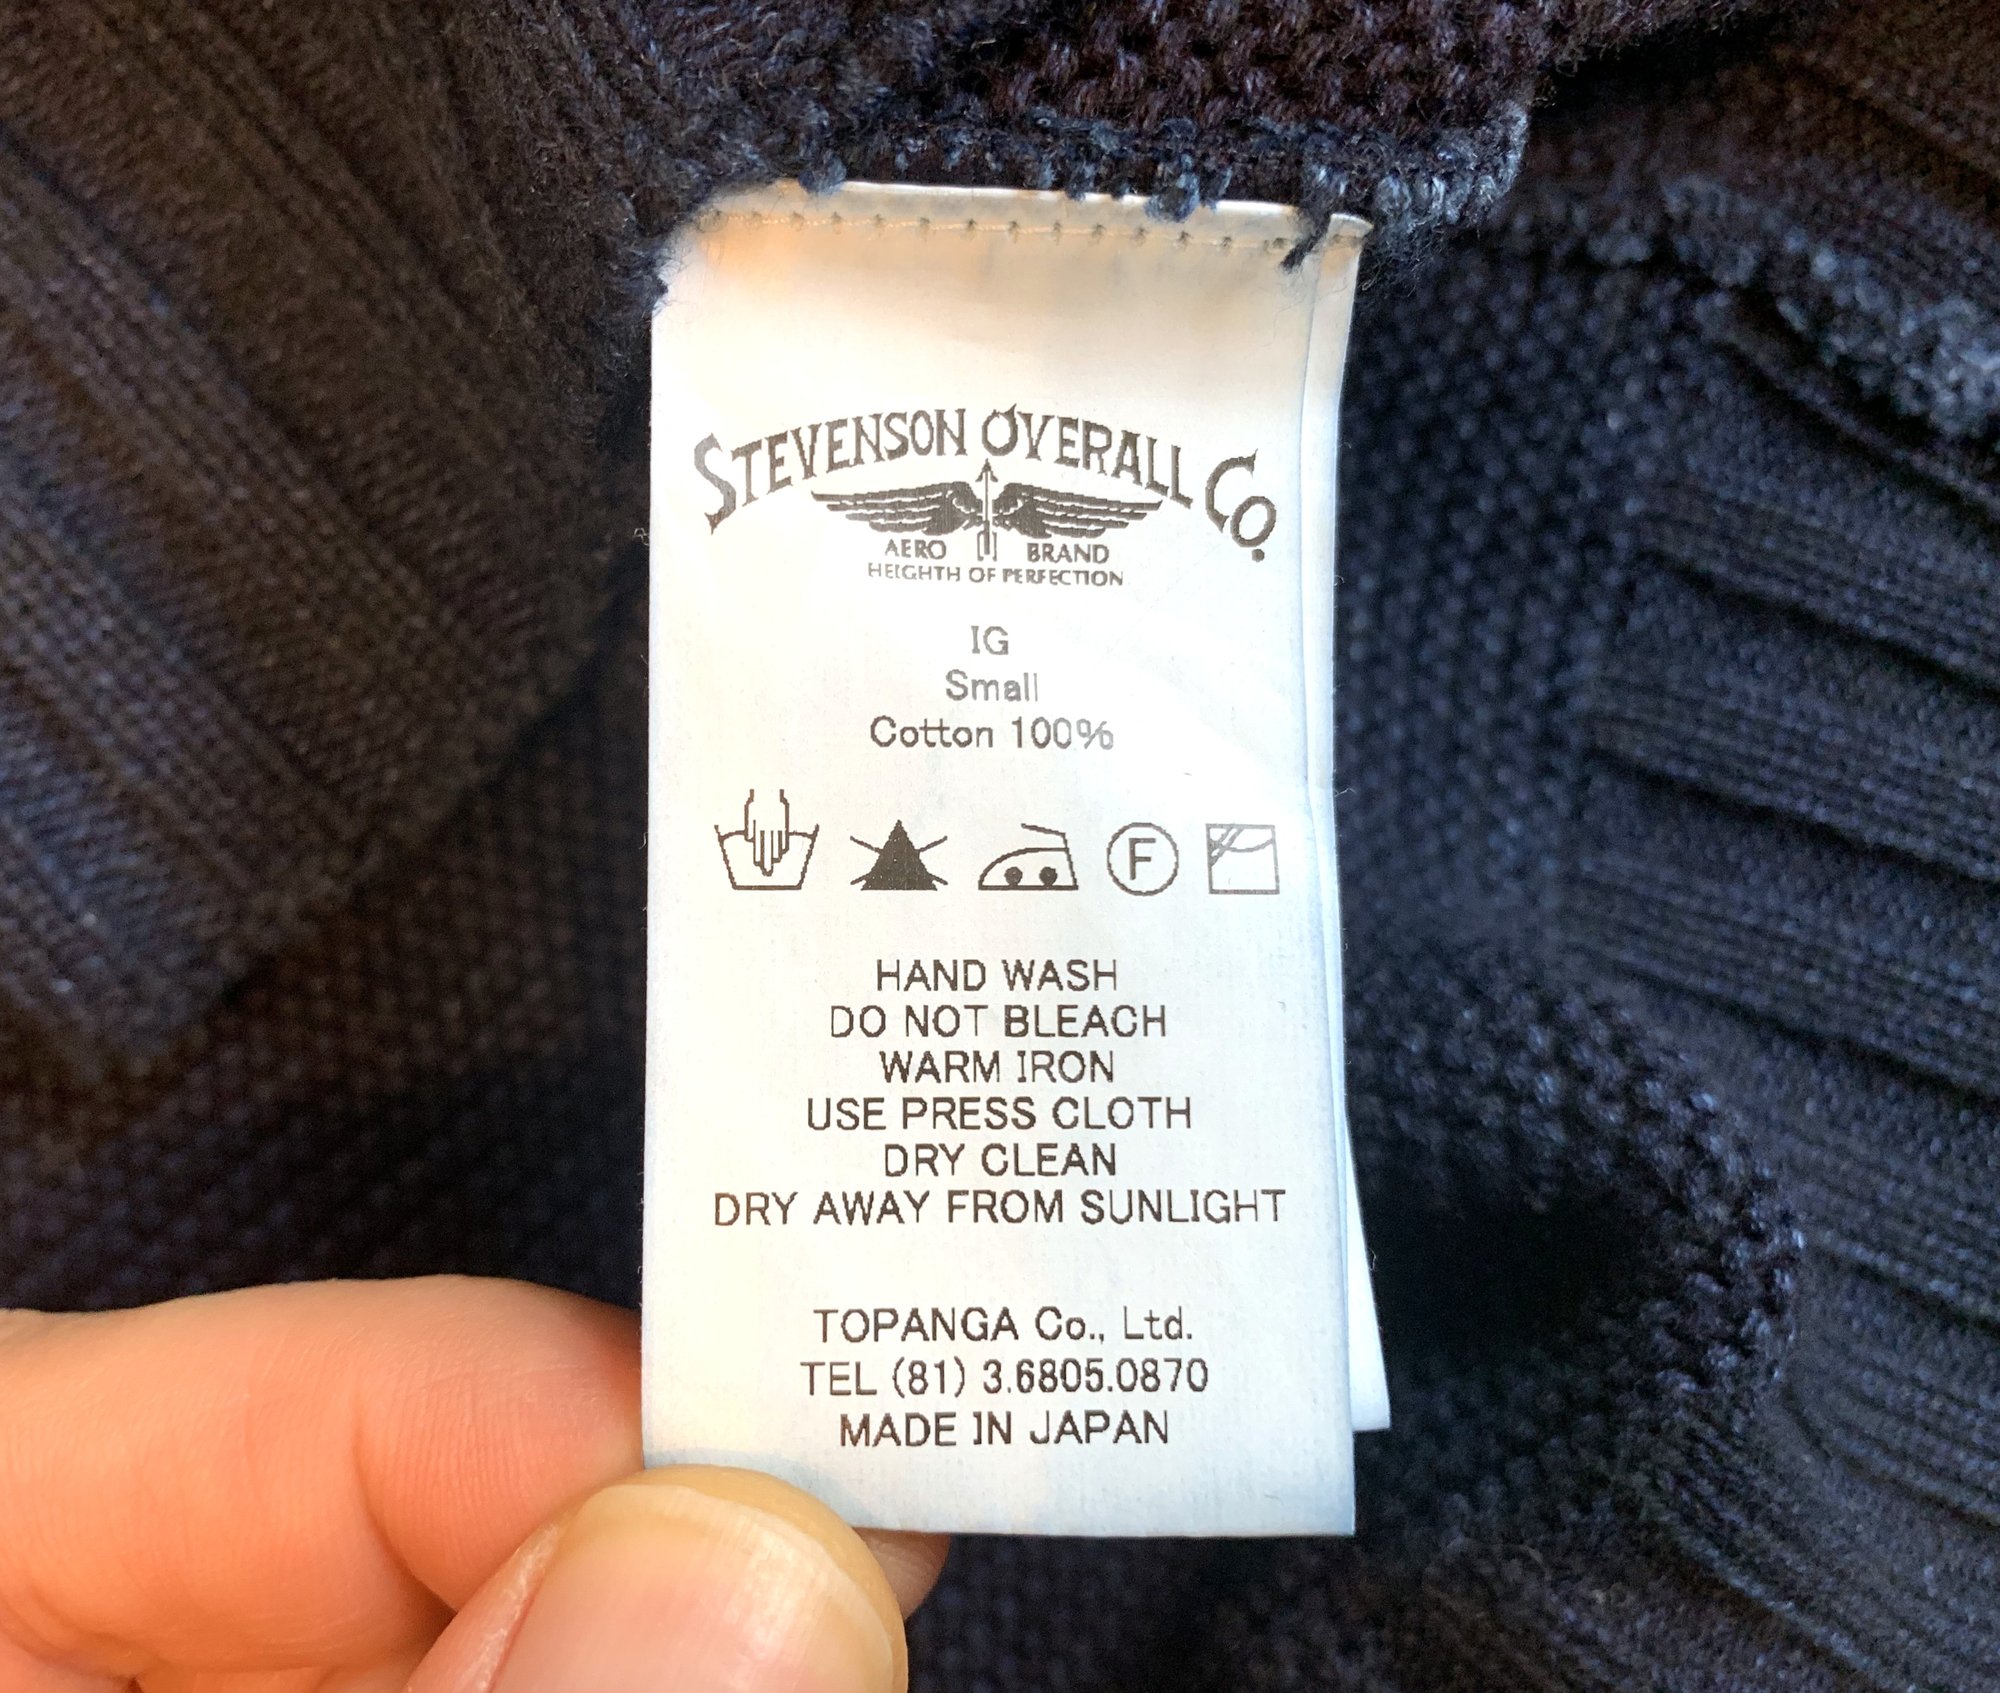 STEVENSON OVERALL CO.
AERO BRAND
HEIGHTH OF PERFECTION
IG
Small
Cotton 100%
F
HAND WASH
DO NOT BLEACH
WARM IRON
USE PRESS CLOTH
DRY CLEAN
DRY AWAY FROM SUNLIGHT
TOPANGA Co., Ltd.
TEL (81) 3.6805.0870
MADE IN JAPAN